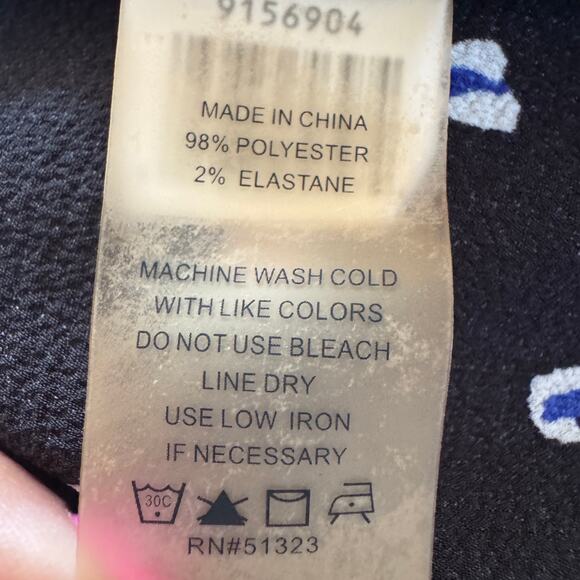 9156904
MADE IN CHINA
98% POLYESTER
2% ELASTANE
MACHINE WASH COLD
WITH LIKE COLORS
DO NOT USE BLEACH
LINE DRY
USE LOW IRON
IF NECESSARY
30C
RN#51323